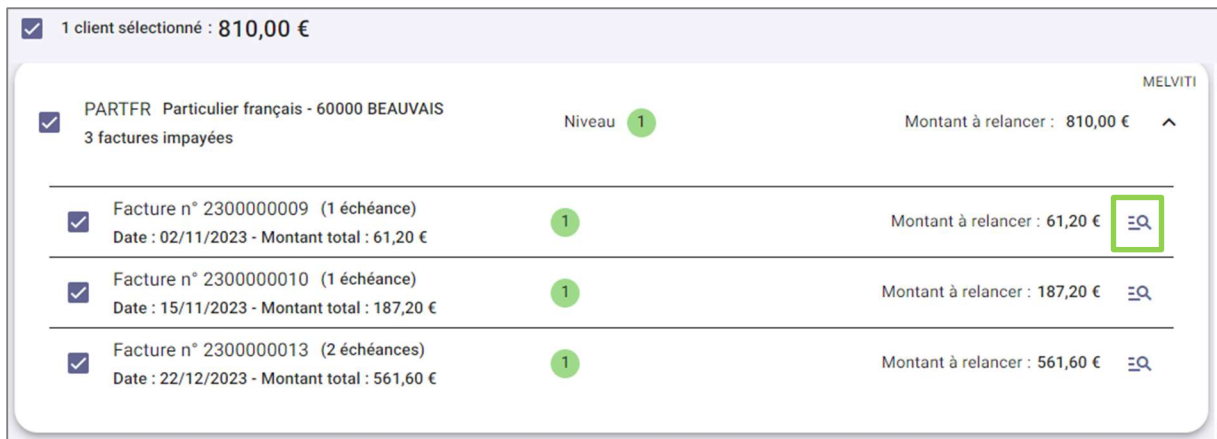 1 client sélectionné : 810,00 €
MELVITI
PARTFR Particulier français - 60000 BEAUVAIS
3 factures impayées
Niveau 1
Montant à relancer : 810,00 €
Facture n° 2300000009 (1 échéance)
Date : 02/11/2023 - Montant total : 61,20 €
1
Montant à relancer : 61,20 €
Facture n° 2300000010 (1 échéance)
Date : 15/11/2023 - Montant total : 187,20 €
1
Montant à relancer : 187,20 €
Facture n° 2300000013 (2 échéances)
Date : 22/12/2023 - Montant total : 561,60 €
1
Montant à relancer : 561,60 €